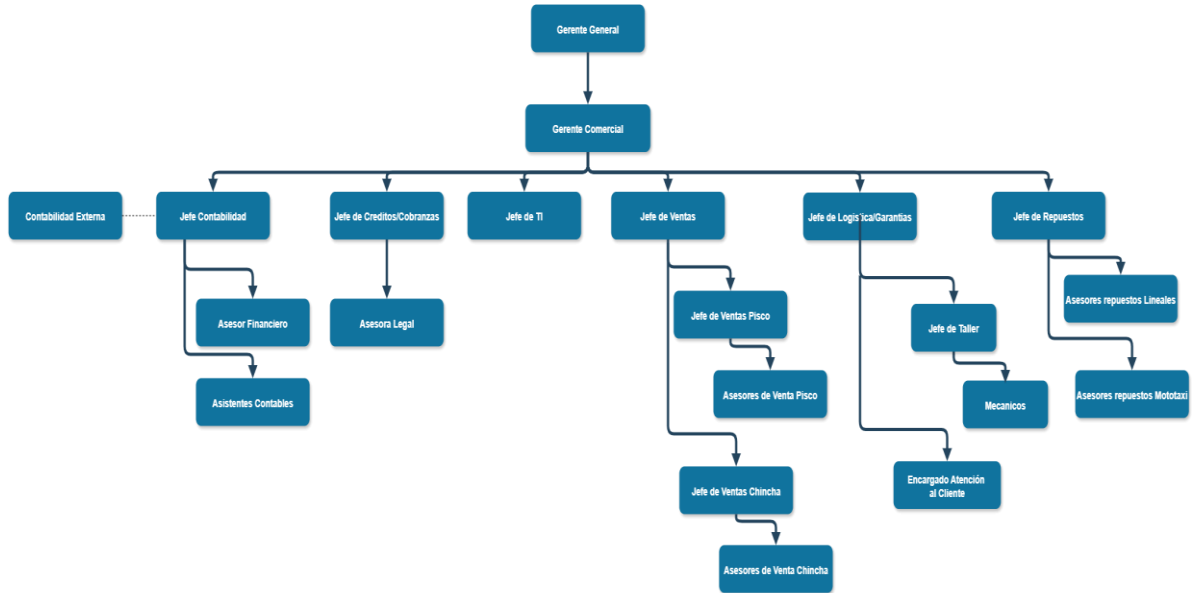 Gerente General
Gerente Comercial
Contabilidad Externa
Jefe Contabilidad
Jefe de Creditos/Cobranzas
Jefe de TI
Jefe de Ventas
Jefe de Logistica/Garantias
Jefe de Repuestos
Asesor Financiero
Asistentes Contables
Asesora Legal
Jefe de Ventas Pisco
Asesores de Venta Pisco
Jefe de Ventas Chincha
Asesores de Venta Chincha
Jefe de Taller
Mecanicos
Encargado Atención
al Cliente
Asesores repuestos Lineales
Asesores repuestos Mototaxi